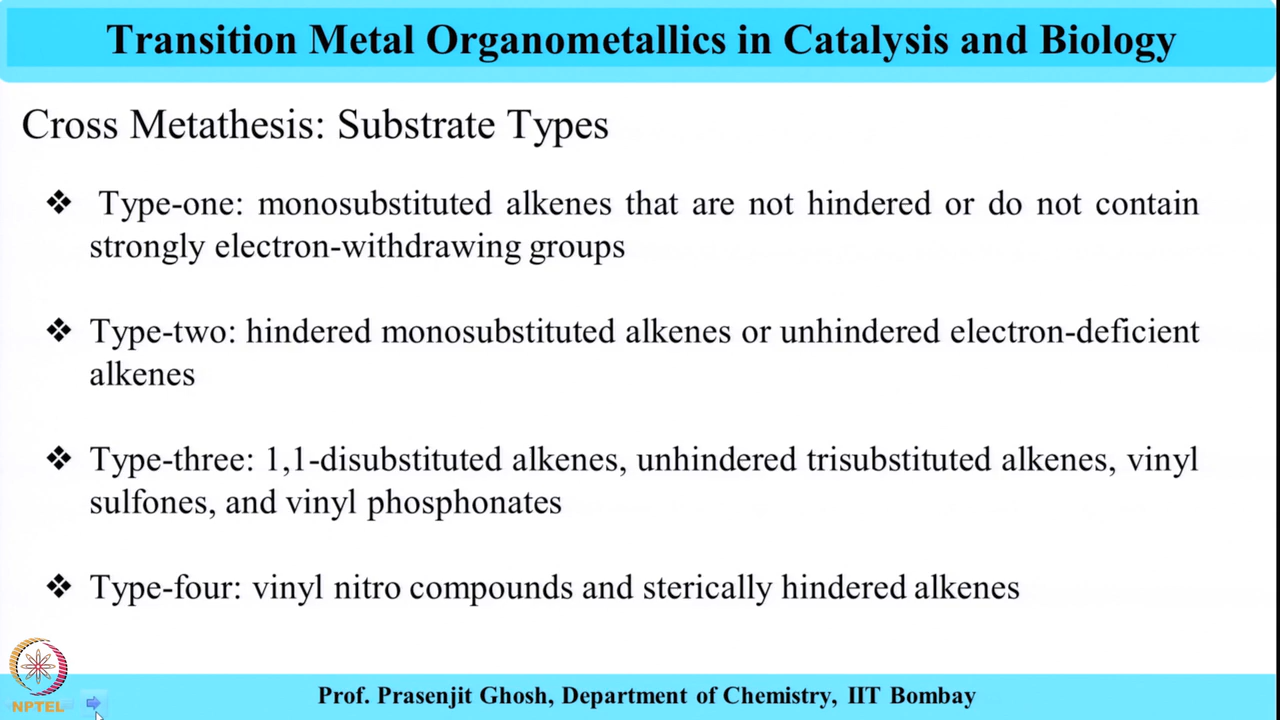 Transition Metal Organometallics in Catalysis and Biology
Cross Metathesis: Substrate Types
❖ Type-one: monosubstituted alkenes that are not hindered or do not contain
strongly electron-withdrawing groups
❖ Type-two: hindered monosubstituted alkenes or unhindered electron-deficient
alkenes
❖ Type-three: 1,1-disubstituted alkenes, unhindered trisubstituted alkenes, vinyl
sulfones, and vinyl phosphonates
❖ Type-four: vinyl nitro compounds and sterically hindered alkenes
NPTEL
Prof. Prasenjit Ghosh, Department of Chemistry, IIT Bombay